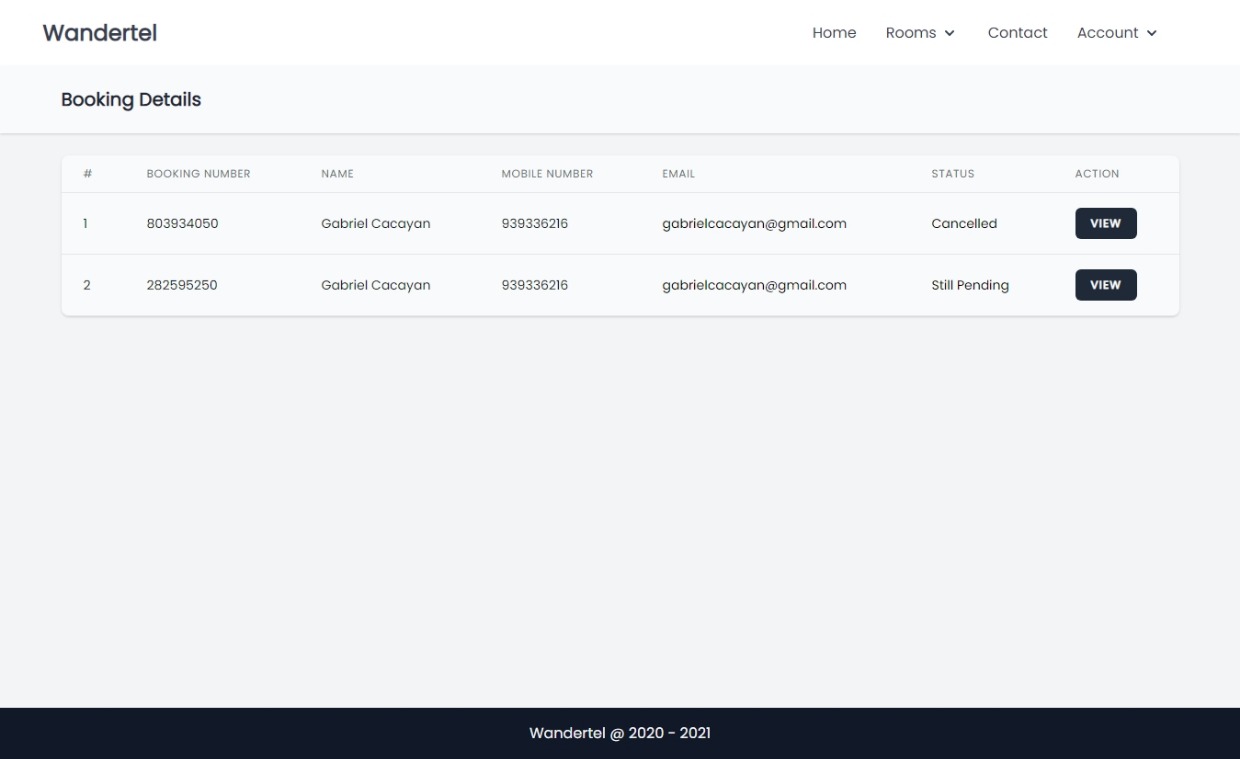 Wandertel Home Rooms Contact Account
Booking Details
# BOOKING NUMBER NAME MOBILE NUMBER EMAIL STATUS ACTION
1 803934050 Gabriel Cacayan 939336216 gabrielcacayan@gmail.com Cancelled VIEW
2 282595250 Gabriel Cacayan 939336216 gabrielcacayan@gmail.com Still Pending VIEW
Wandertel @ 2020 - 2021